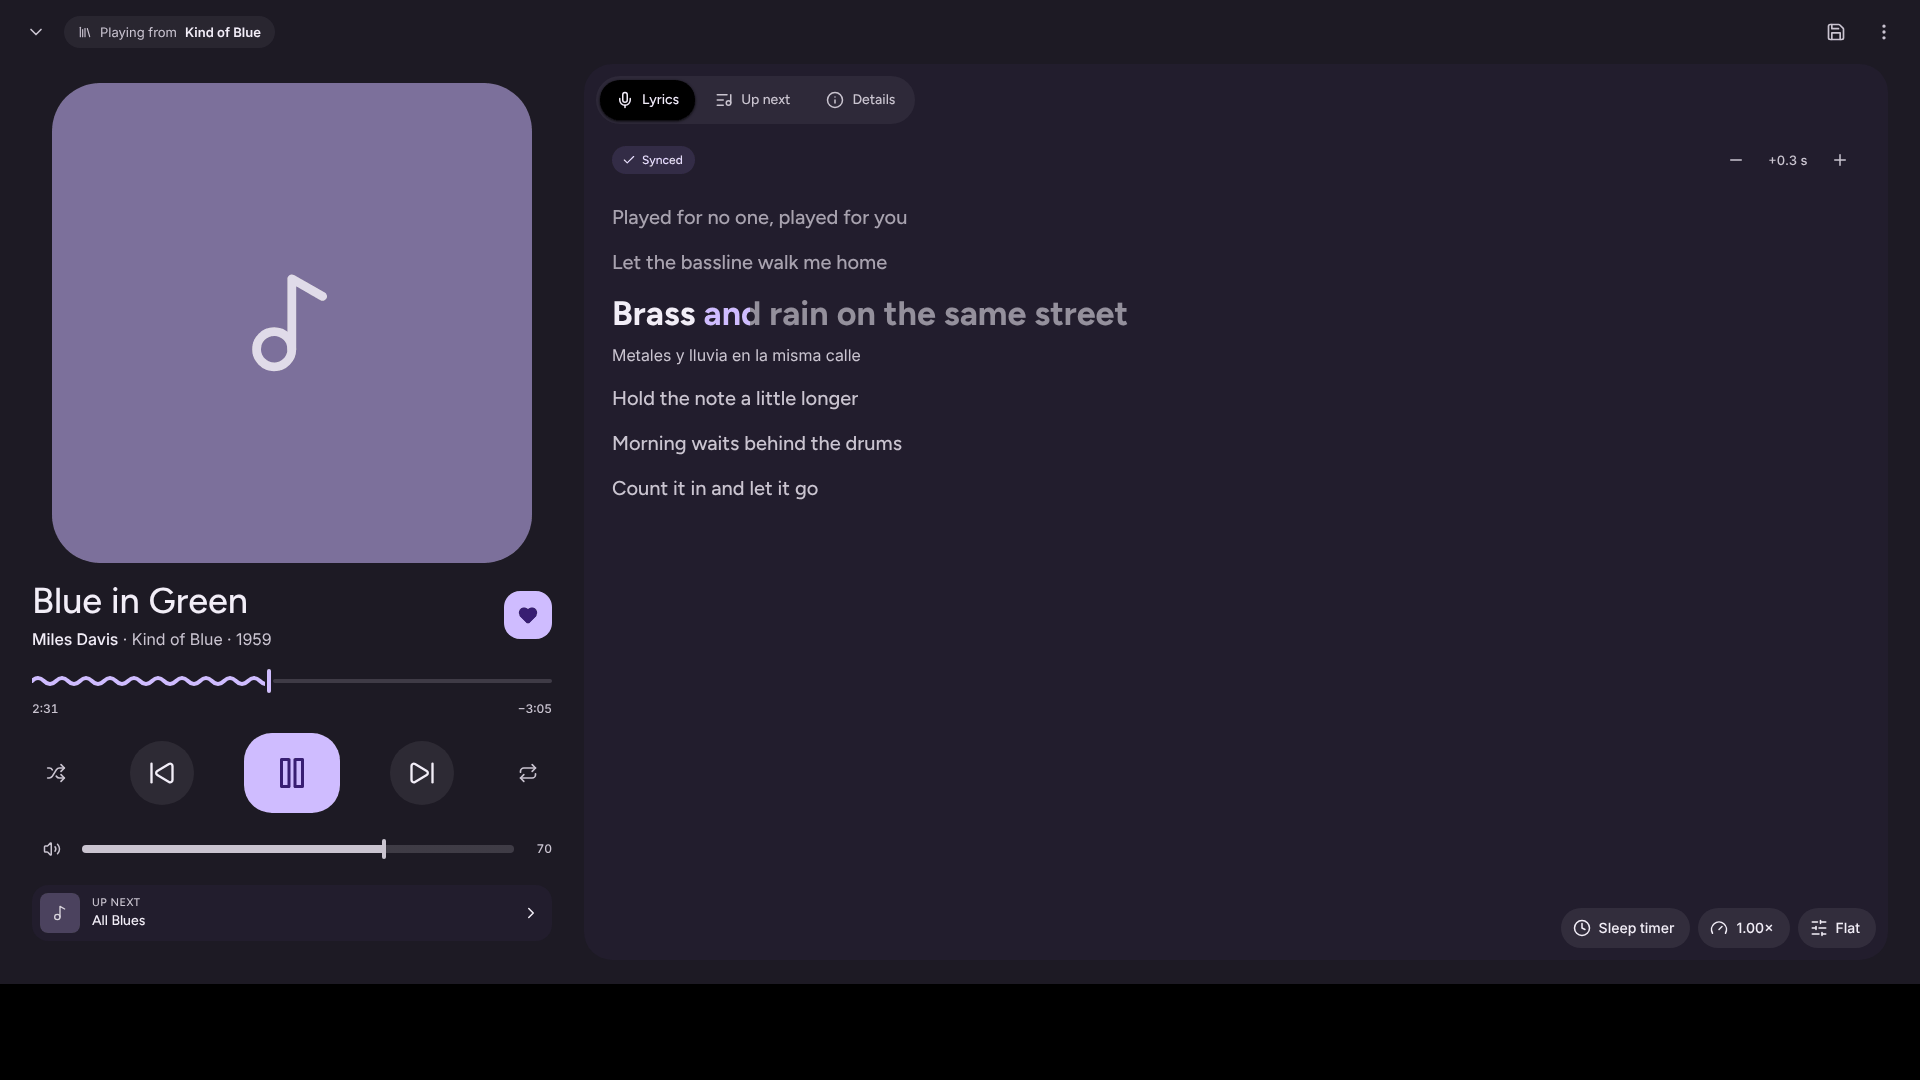 Playing from Kind of Blue
Lyrics
Up next
Details
Synced
+0.3 s
Played for no one, played for you
Let the bassline walk me home
Brass and rain on the same street
Metales y lluvia en la misma calle
Hold the note a little longer
Morning waits behind the drums
Count it in and let it go
Blue in Green
Miles Davis · Kind of Blue · 1959
2:31
−3:05
70
UP NEXT
All Blues
Sleep timer
1.00×
Flat